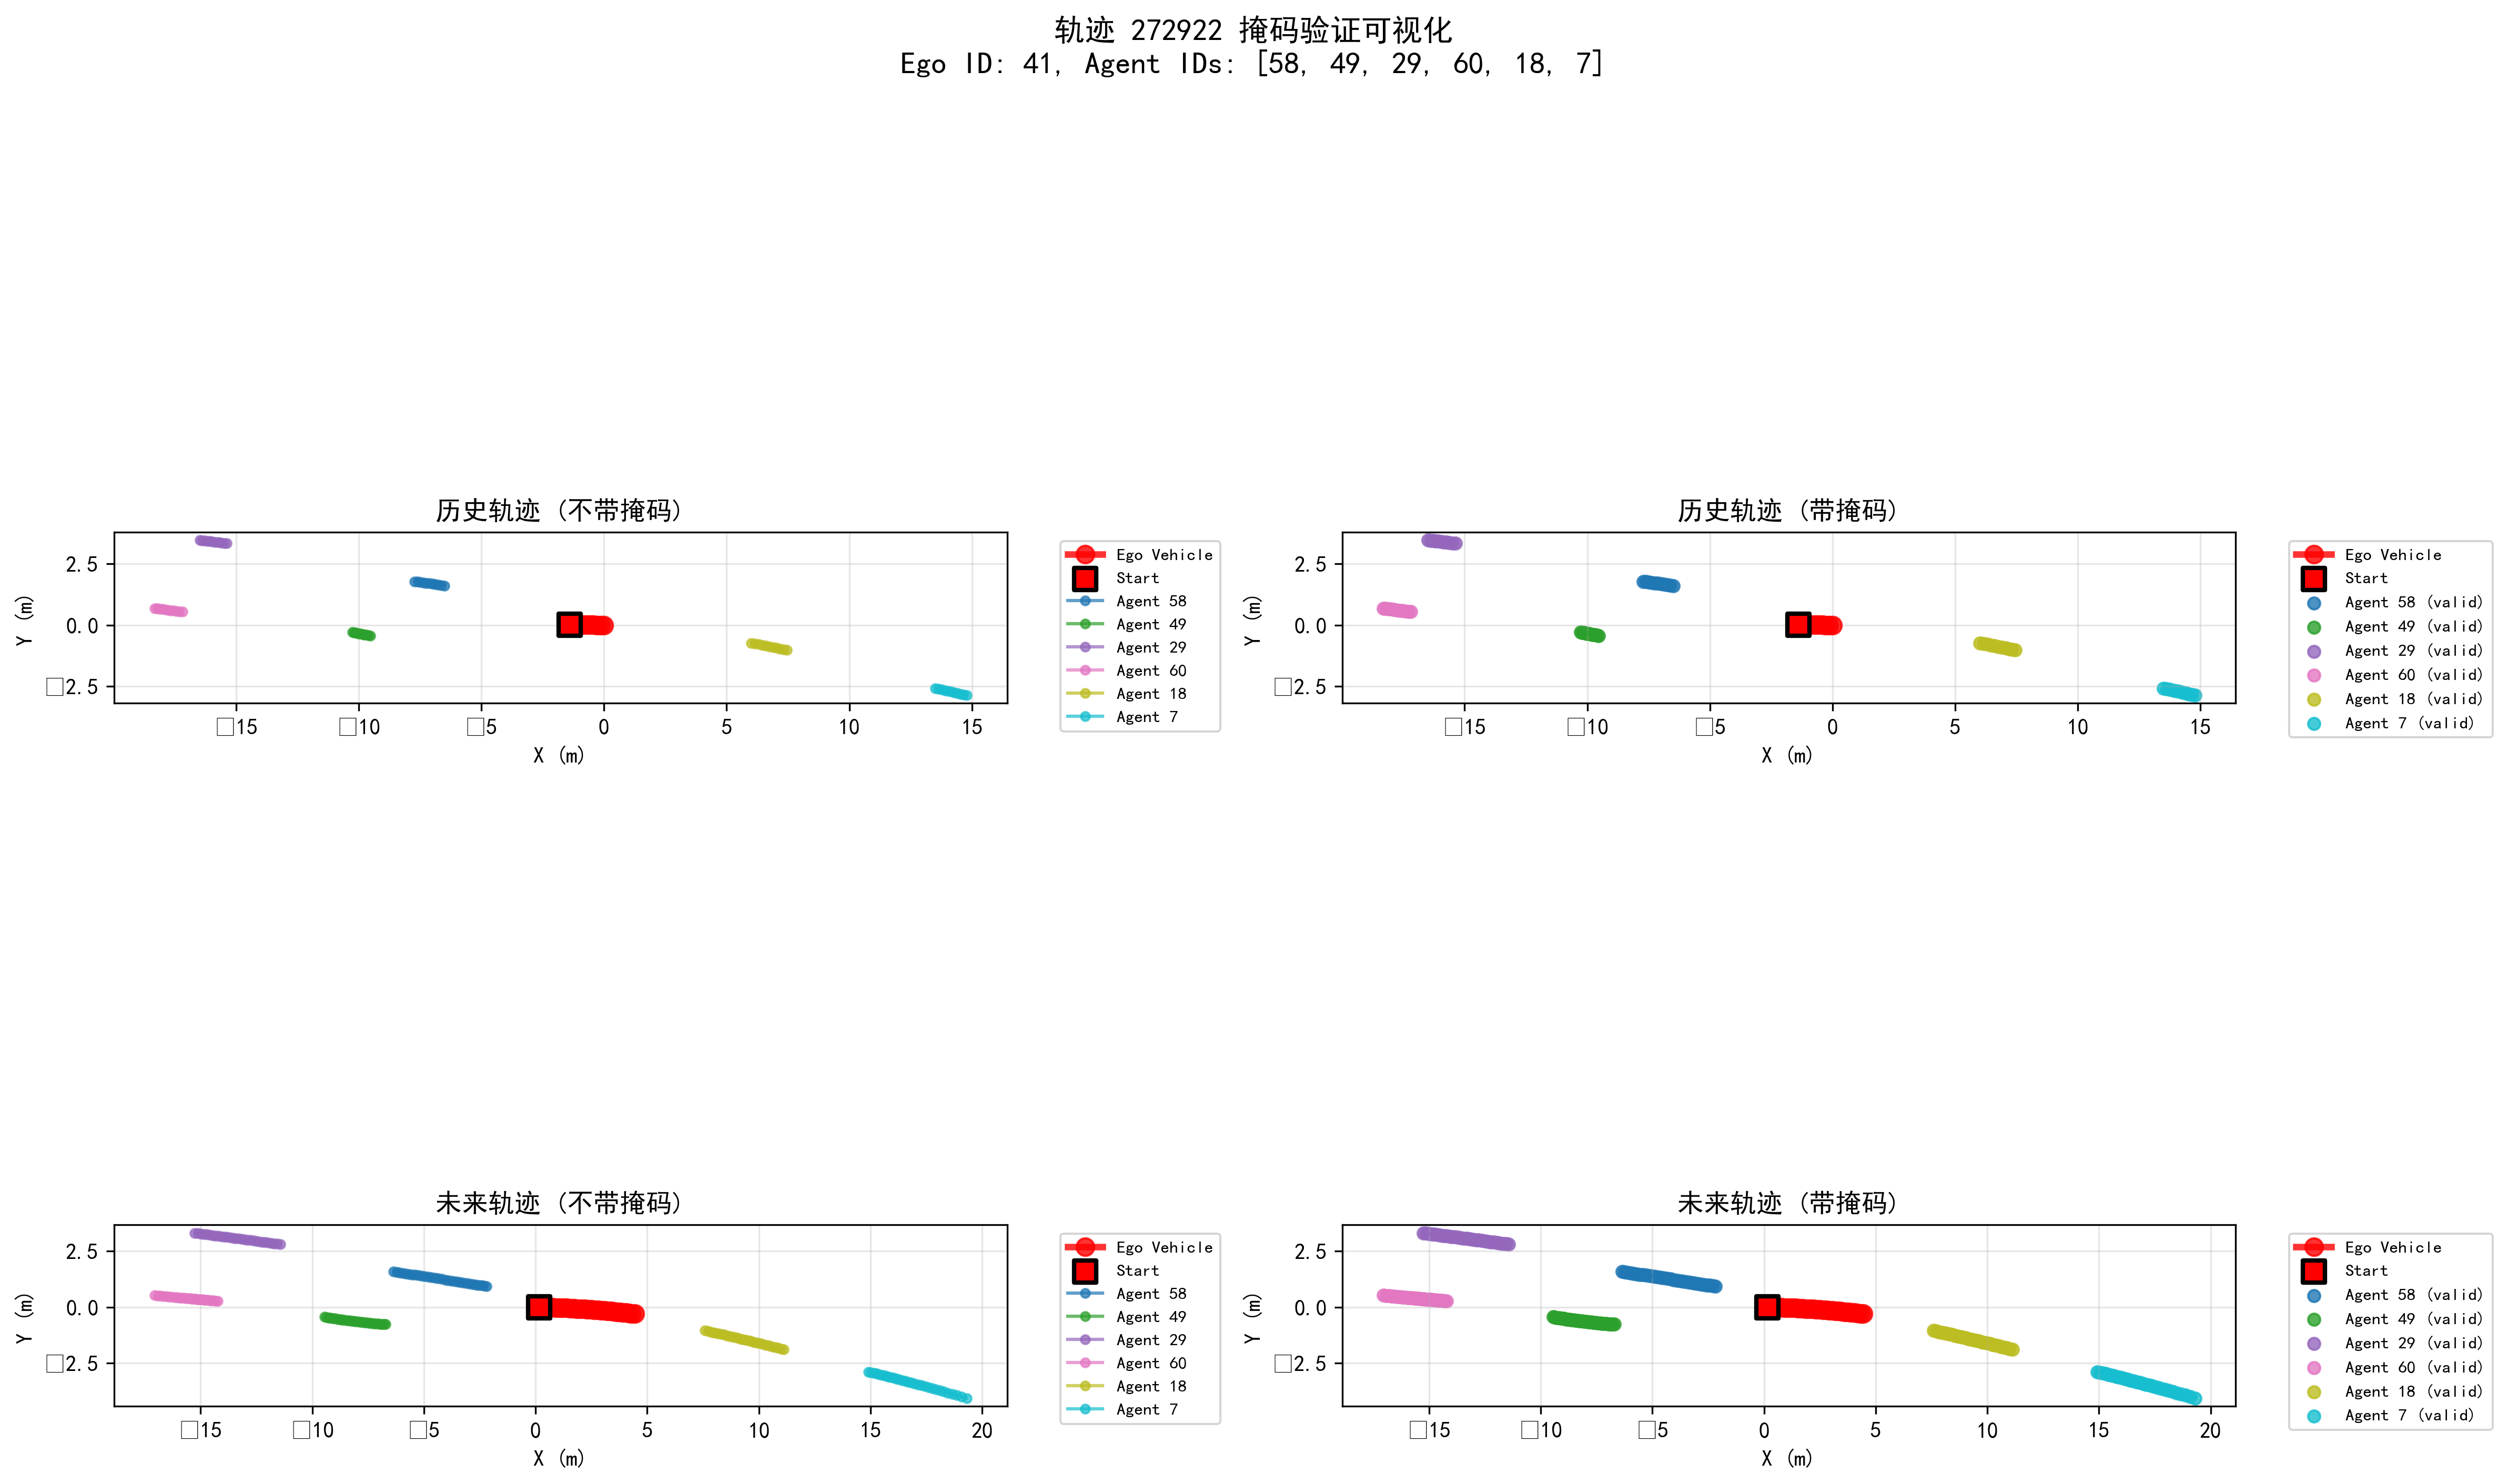 轨迹 272922 掩码验证可视化
Ego ID: 41, Agent IDs: [58, 49, 29, 60, 18, 7]
历史轨迹 (不带掩码)
Y (m)
2.5
0.0
□2.5
□15 □10 □5 0 5 10 15
X (m)
Ego Vehicle
Start
Agent 58
Agent 49
Agent 29
Agent 60
Agent 18
Agent 7
历史轨迹 (带掩码)
Y (m)
2.5
0.0
□2.5
□15 □10 □5 0 5 10 15
X (m)
Ego Vehicle
Start
Agent 58 (valid)
Agent 49 (valid)
Agent 29 (valid)
Agent 60 (valid)
Agent 18 (valid)
Agent 7 (valid)
未来轨迹 (不带掩码)
Y (m)
2.5
0.0
□2.5
□15 □10 □5 0 5 10 15 20
X (m)
Ego Vehicle
Start
Agent 58
Agent 49
Agent 29
Agent 60
Agent 18
Agent 7
未来轨迹 (带掩码)
Y (m)
2.5
0.0
□2.5
□15 □10 □5 0 5 10 15 20
X (m)
Ego Vehicle
Start
Agent 58 (valid)
Agent 49 (valid)
Agent 29 (valid)
Agent 60 (valid)
Agent 18 (valid)
Agent 7 (valid)